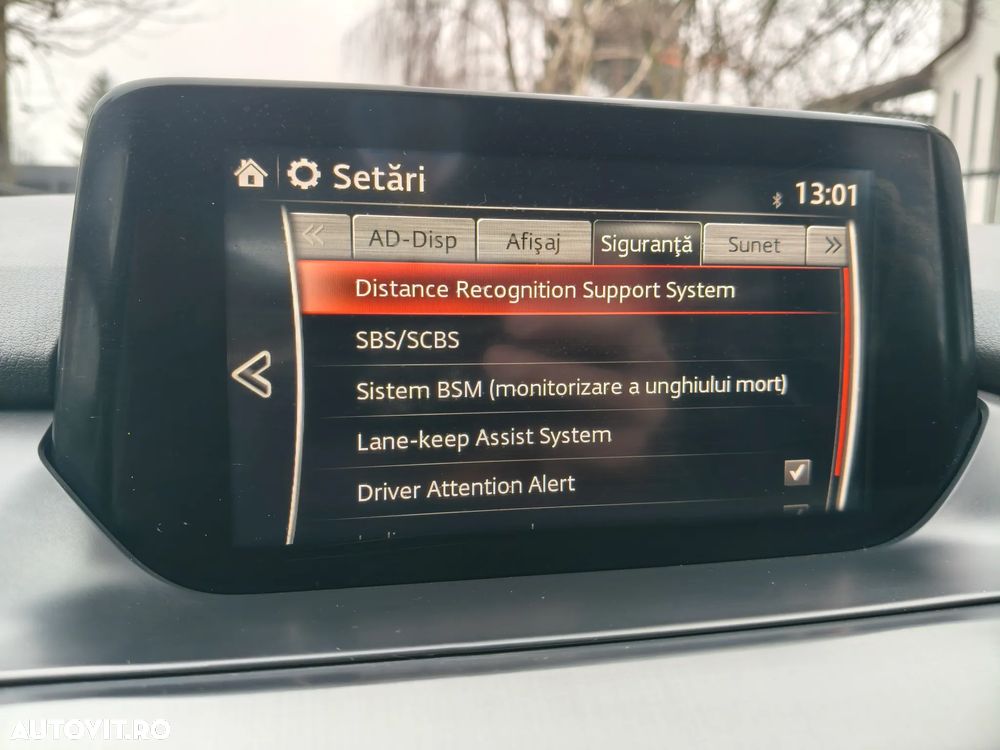 Setări
13:01
AD-Disp Afişaj Siguranţă Sunet
Distance Recognition Support System
SBS/SCBS
Sistem BSM (monitorizare a unghiului mort)
Lane-keep Assist System
Driver Attention Alert
AUTOVIT.RO